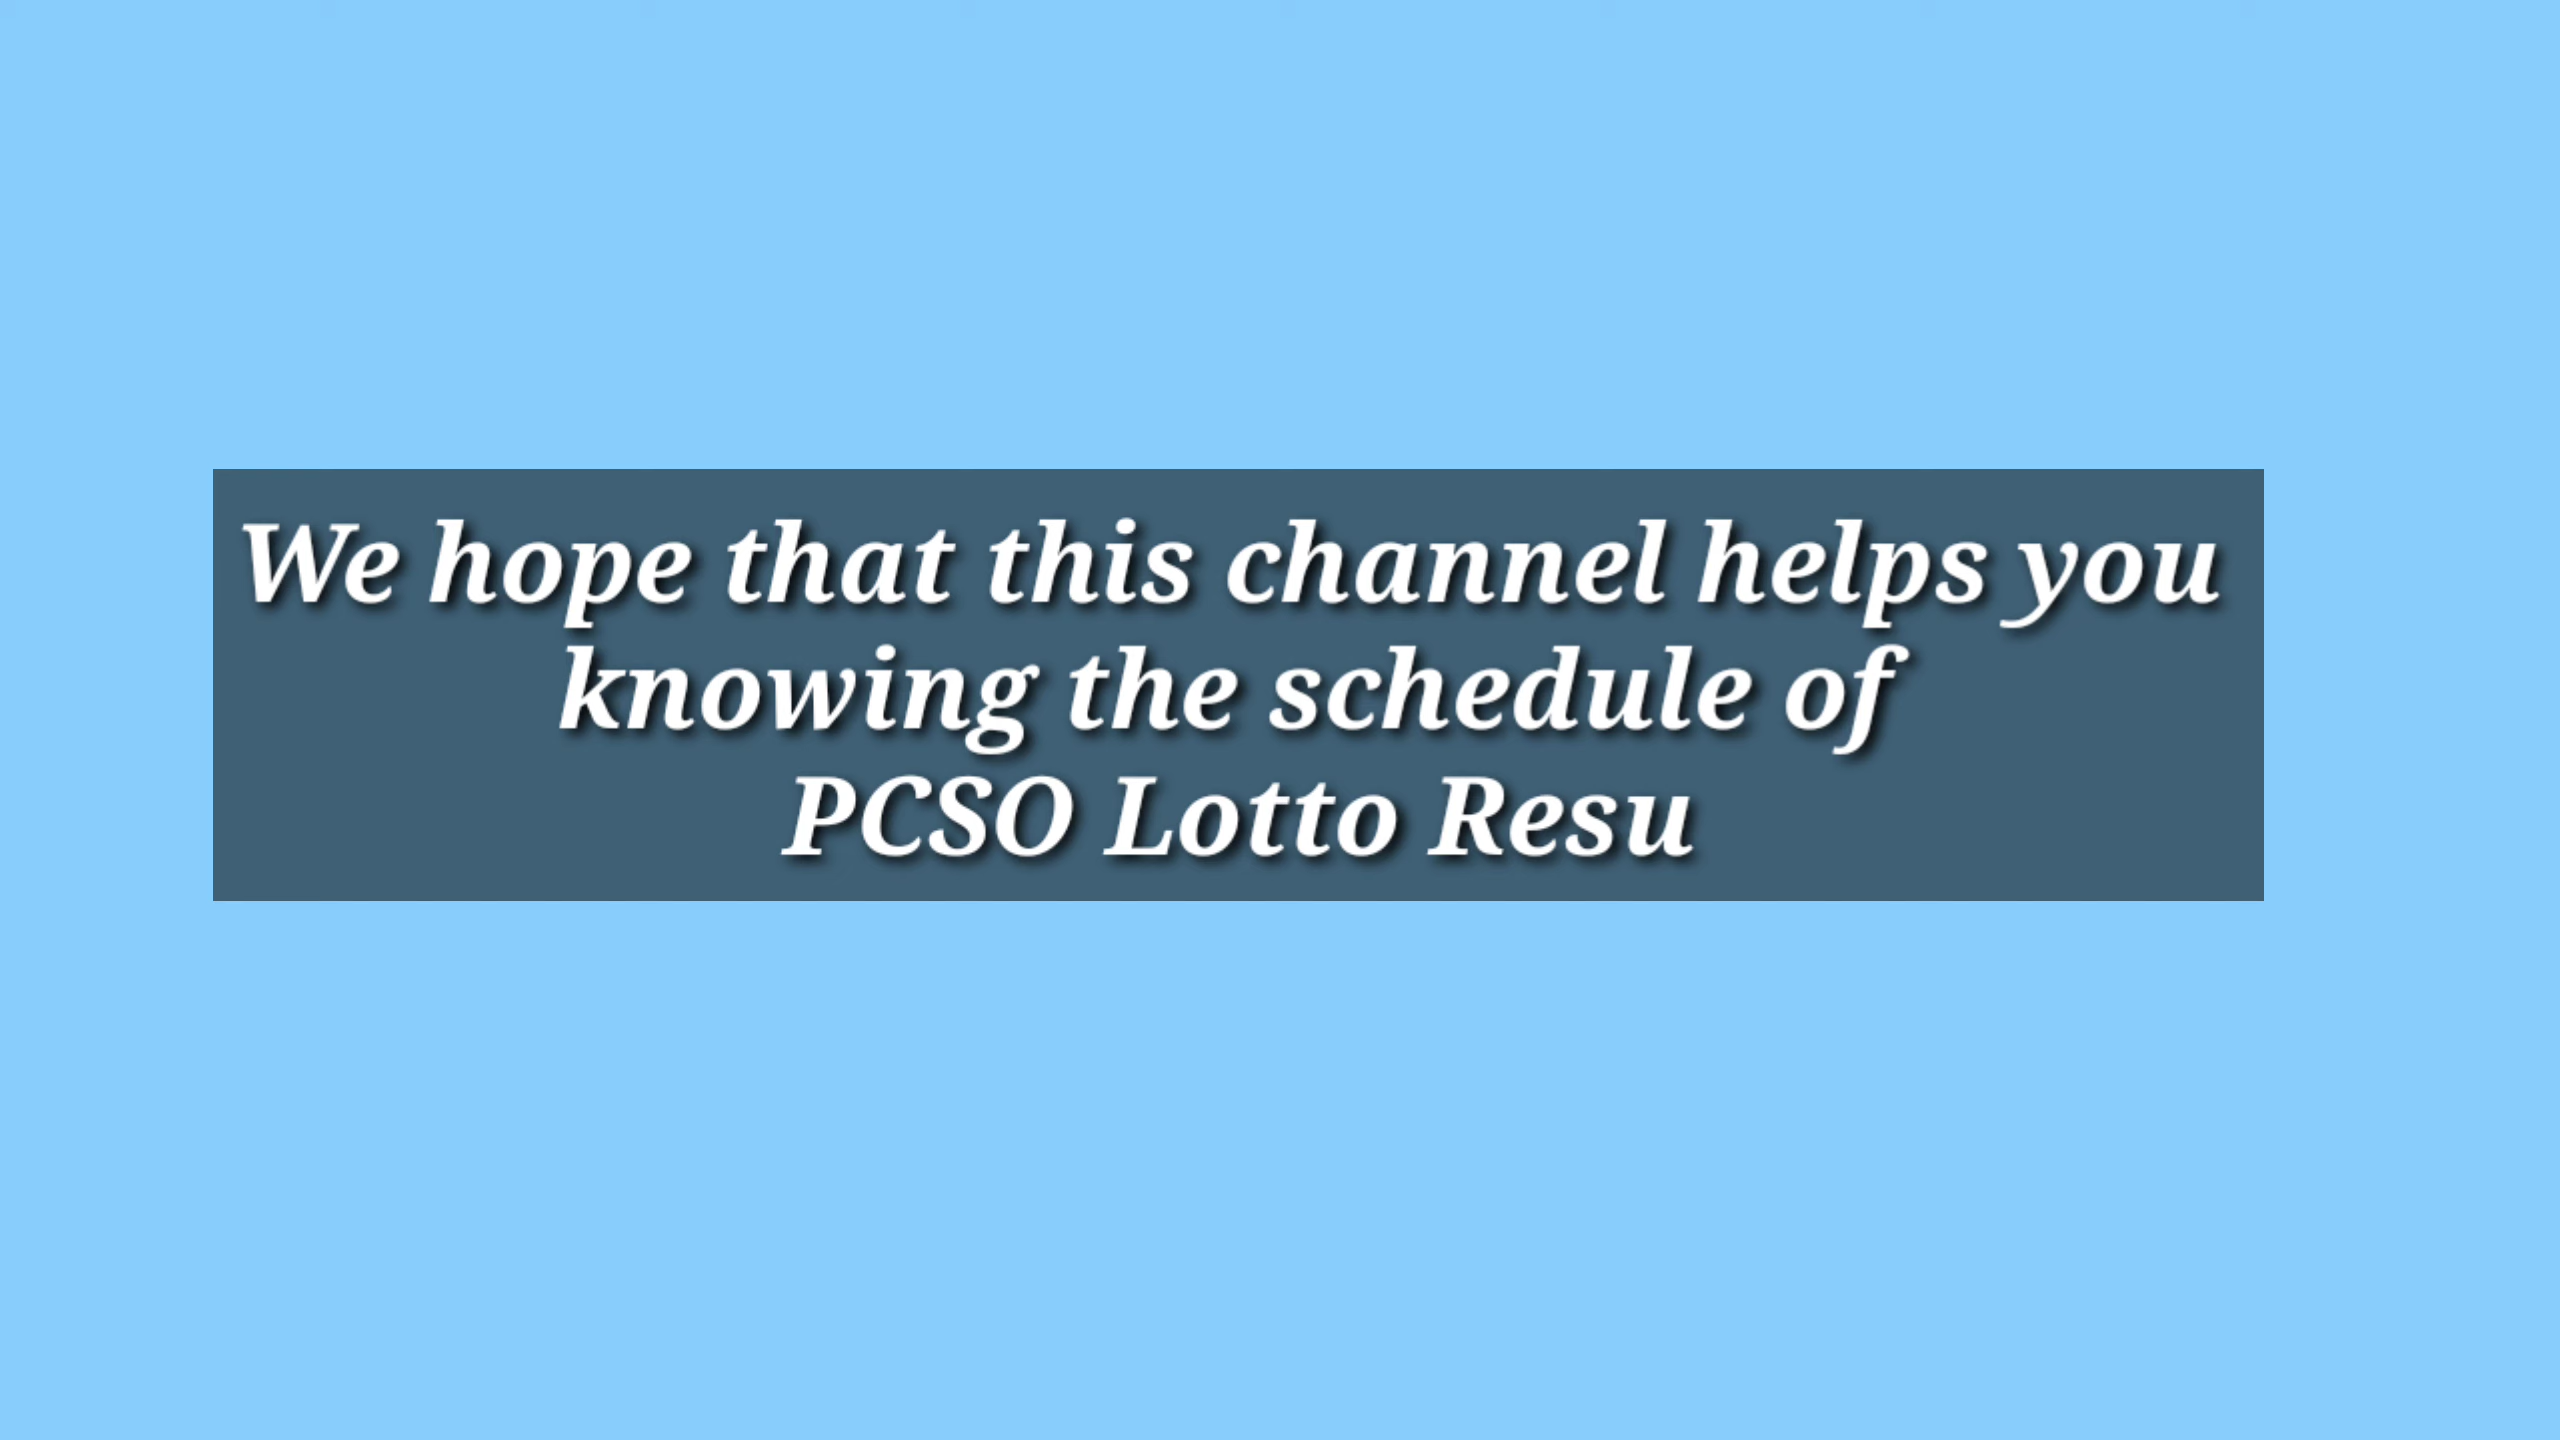 We hope that this channel helps you
knowing the schedule of
PCSO Lotto Resu